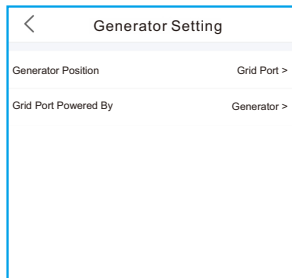 Generator Setting
Generator Position Grid Port >
Grid Port Powered By Generator >